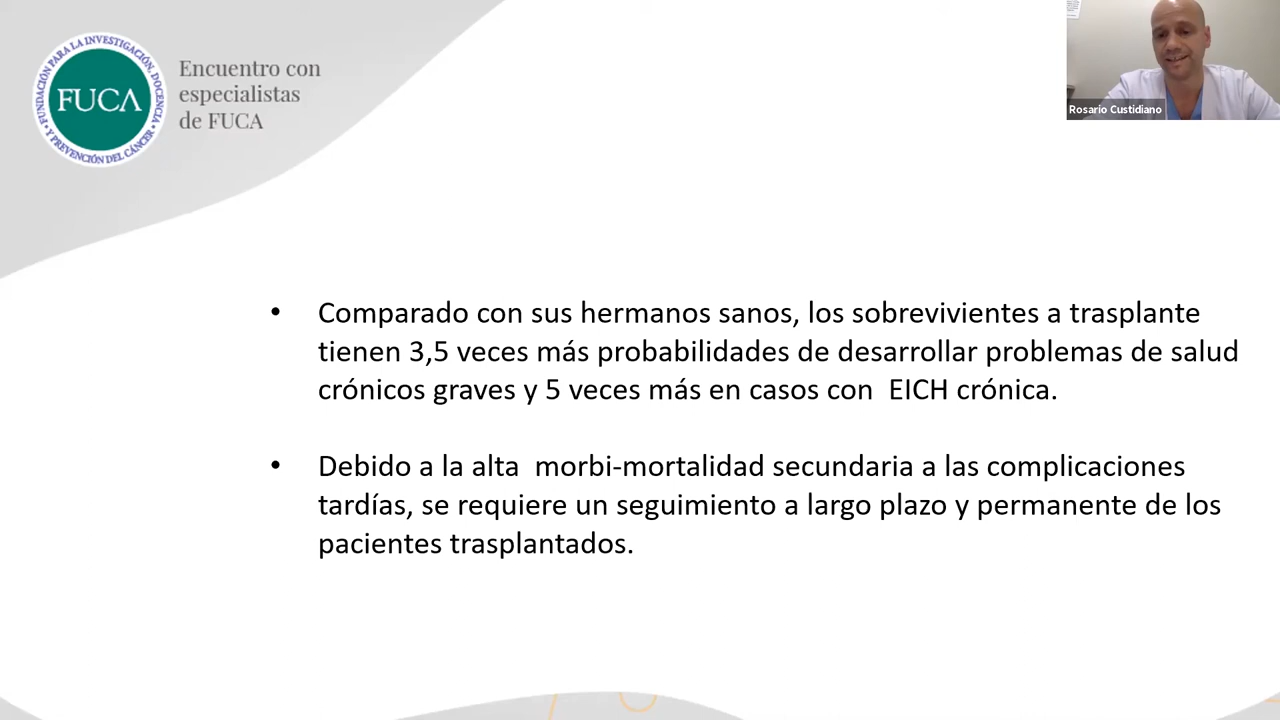 FUNDACIÓN PARA LA INVESTIGACIÓN, DOCENCIA
Y PREVENCIÓN DEL CÁNCER
FUCA
Encuentro con
especialistas
de FUCA
Rosario Custidiano
• Comparado con sus hermanos sanos, los sobrevivientes a trasplante
tienen 3,5 veces más probabilidades de desarrollar problemas de salud
crónicos graves y 5 veces más en casos con  EICH crónica.
• Debido a la alta  morbi-mortalidad secundaria a las complicaciones
tardías, se requiere un seguimiento a largo plazo y permanente de los
pacientes trasplantados.